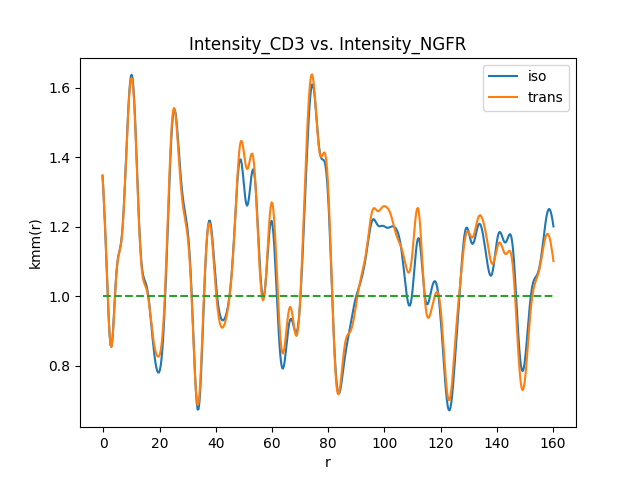 Intensity_CD3 vs. Intensity_NGFR
iso
trans
kmm(r)
1.6
1.4
1.2
1.0
0.8
0 20 40 60 80 100 120 140 160
r